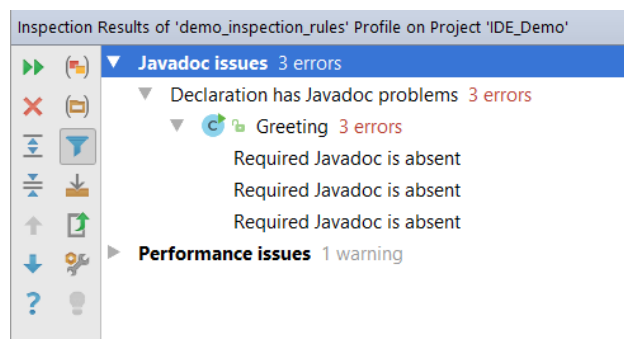 Inspection Results of 'demo_inspection_rules' Profile on Project 'IDE_Demo'
Javadoc issues 3 errors
Declaration has Javadoc problems 3 errors
C Greeting 3 errors
Required Javadoc is absent
Required Javadoc is absent
Required Javadoc is absent
Performance issues 1 warning
?